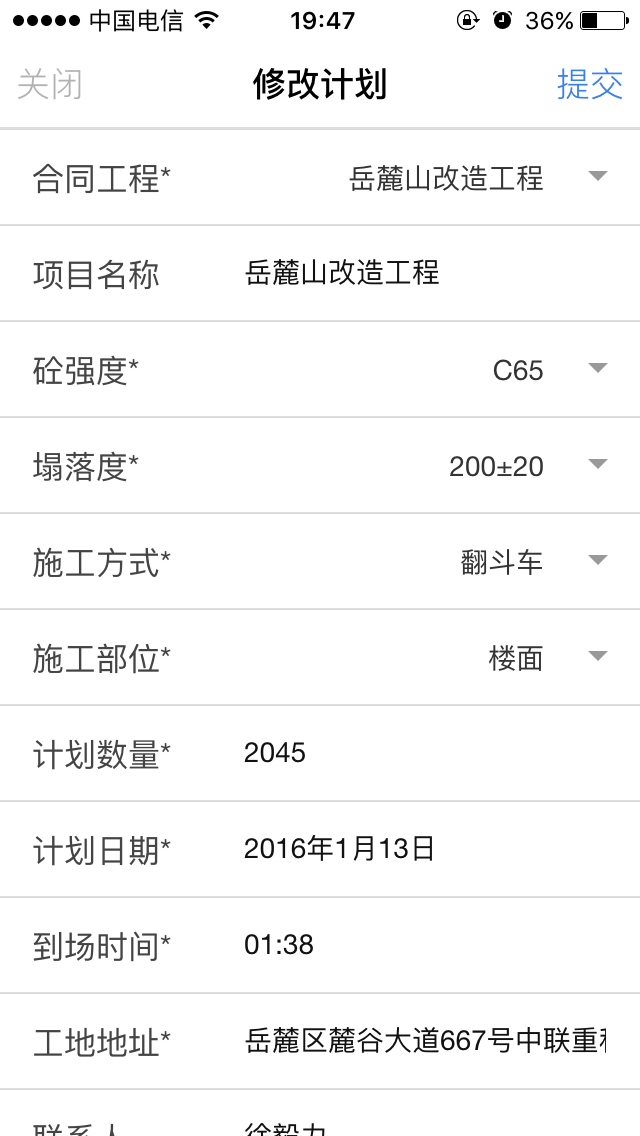 中国电信 19:47 36%
关闭 修改计划 提交
合同工程* 岳麓山改造工程
项目名称 岳麓山改造工程
砼强度* C65
塌落度* 200±20
施工方式* 翻斗车
施工部位* 楼面
计划数量* 2045
计划日期* 2016年1月13日
到场时间* 01:38
工地地址* 岳麓区麓谷大道667号中联重
联系人 徐毅力